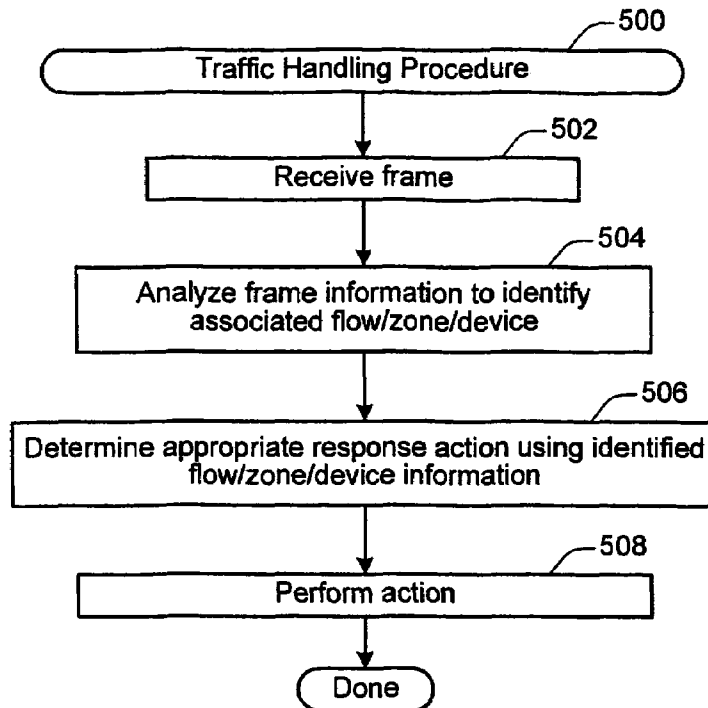 500
Traffic Handling Procedure
502
Receive frame
504
Analyze frame information to identify
associated flow/zone/device
506
Determine appropriate response action using identified
flow/zone/device information
508
Perform action
Done